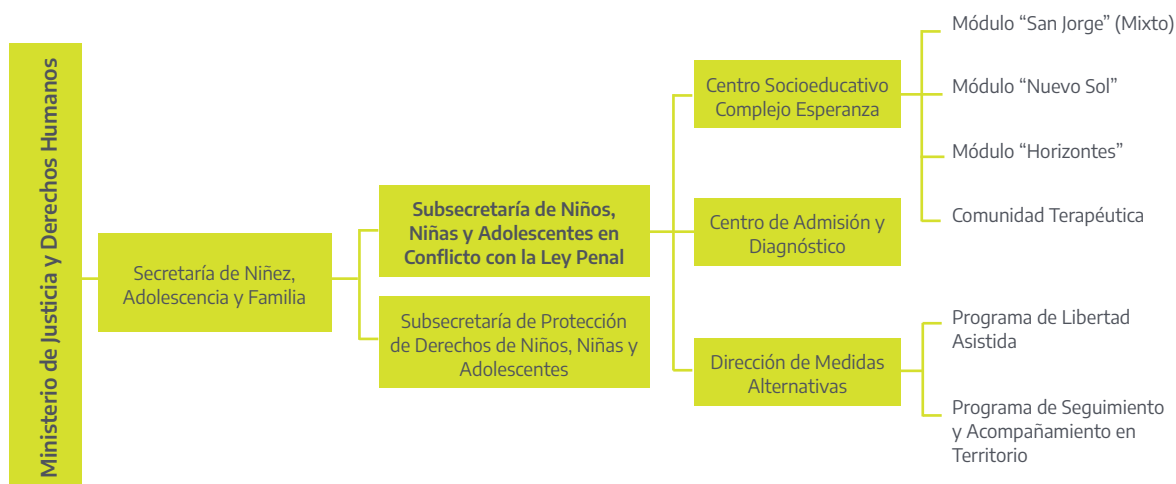 Ministerio de Justicia y Derechos Humanos
Secretaría de Niñez,
Adolescencia y Familia
Subsecretaría de Niños,
Niñas y Adolescentes en
Conflicto con la Ley Penal
Subsecretaría de Protección
de Derechos de Niños, Niñas y
Adolescentes
Centro Socioeducativo
Complejo Esperanza
Centro de Admisión y
Diagnóstico
Dirección de Medidas
Alternativas
Módulo “San Jorge” (Mixto)
Módulo “Nuevo Sol”
Módulo “Horizontes”
Comunidad Terapéutica
Programa de Libertad
Asistida
Programa de Seguimiento
y Acompañamiento en
Territorio